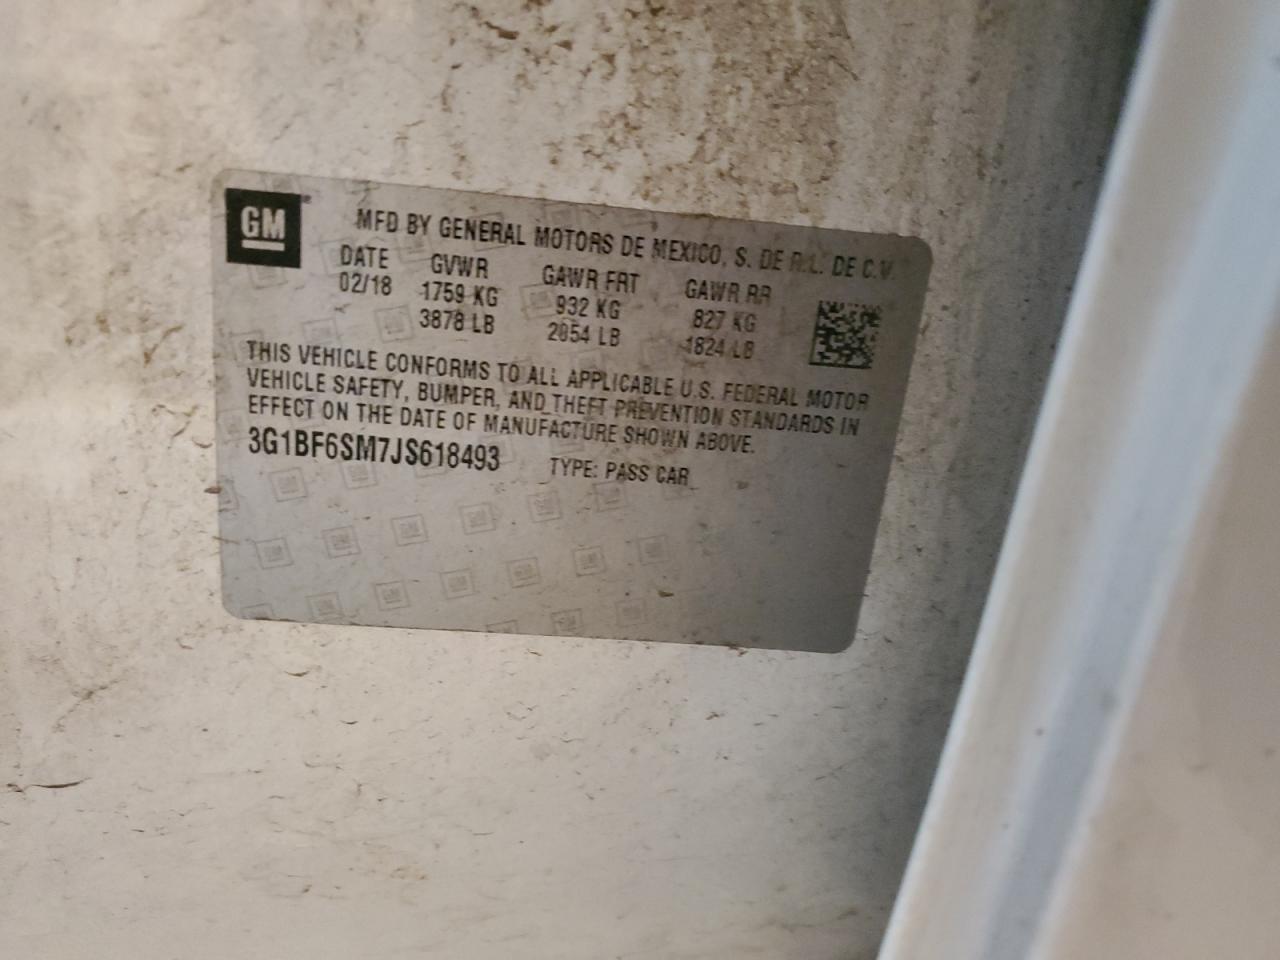 GM
MFD BY GENERAL MOTORS DE MEXICO, S. DE R.L. DE C.V.
DATE GVWR GAWR FRT GAWR RR
02/18 1759 KG 932 KG 827 KG
3878 LB 2054 LB 1824 LB
THIS VEHICLE CONFORMS TO ALL APPLICABLE U.S. FEDERAL MOTOR
VEHICLE SAFETY, BUMPER, AND THEFT PREVENTION STANDARDS IN
EFFECT ON THE DATE OF MANUFACTURE SHOWN ABOVE.
3G1BF6SM7JS618493 TYPE: PASS CAR